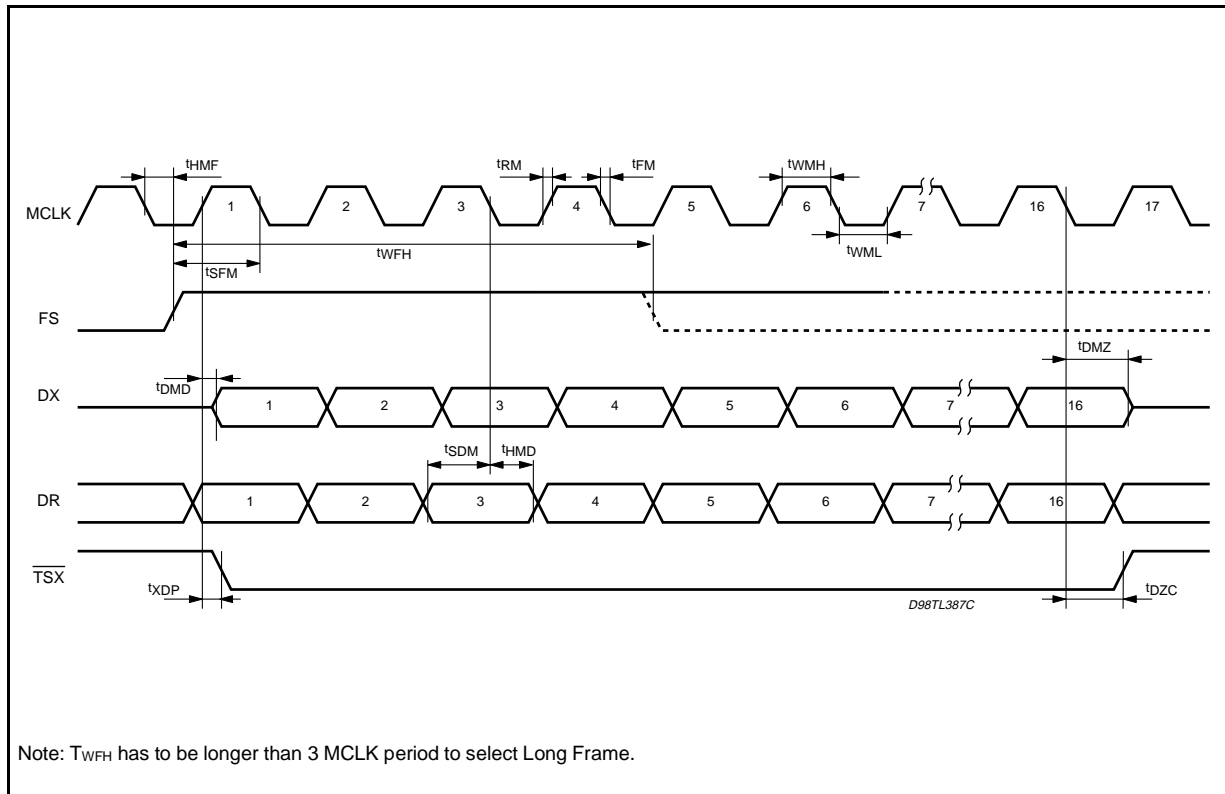 tHMF tRM tFM tWMH
MCLK 1 2 3 4 5 6 7 16 17
tWFH tWML
tSFM
FS
tDMZ
tDMD
DX 1 2 3 4 5 6 7 16
tSDM tHMD
DR 1 2 3 4 5 6 7 16
TSX
tXDP tDZC
D98TL387C
Note: TWFH has to be longer than 3 MCLK period to select Long Frame.